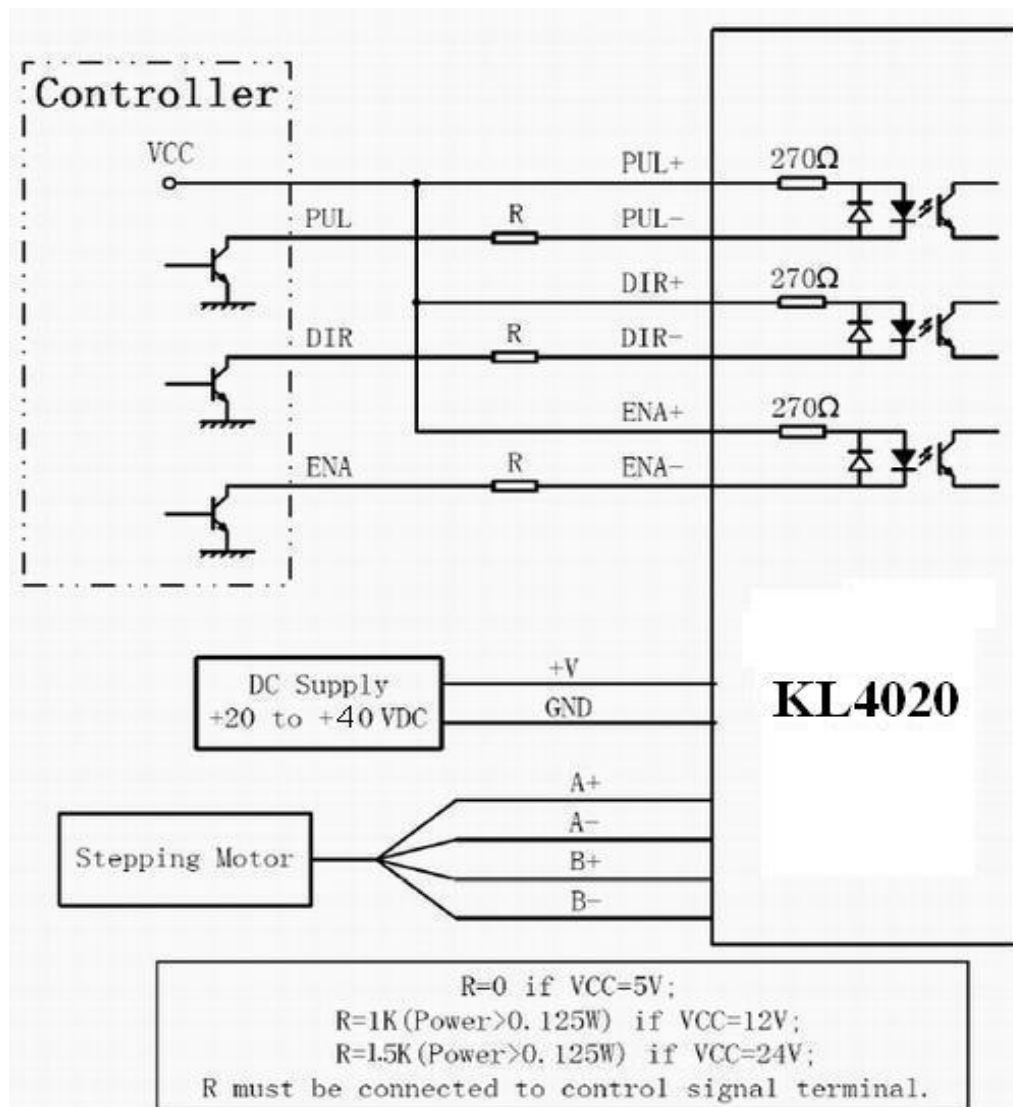 Controller
VCC
PUL+
270Ω
PUL
R
PUL-
DIR+
270Ω
DIR
R
DIR-
ENA+
270Ω
ENA
R
ENA-
DC Supply
+20 to +40 VDC
+V
GND
KL4020
A+
A-
Stepping Motor
B+
B-
R=0 if VCC=5V;
R=1K(Power>0.125W) if VCC=12V;
R=1.5K(Power>0.125W) if VCC=24V;
R must be connected to control signal terminal.